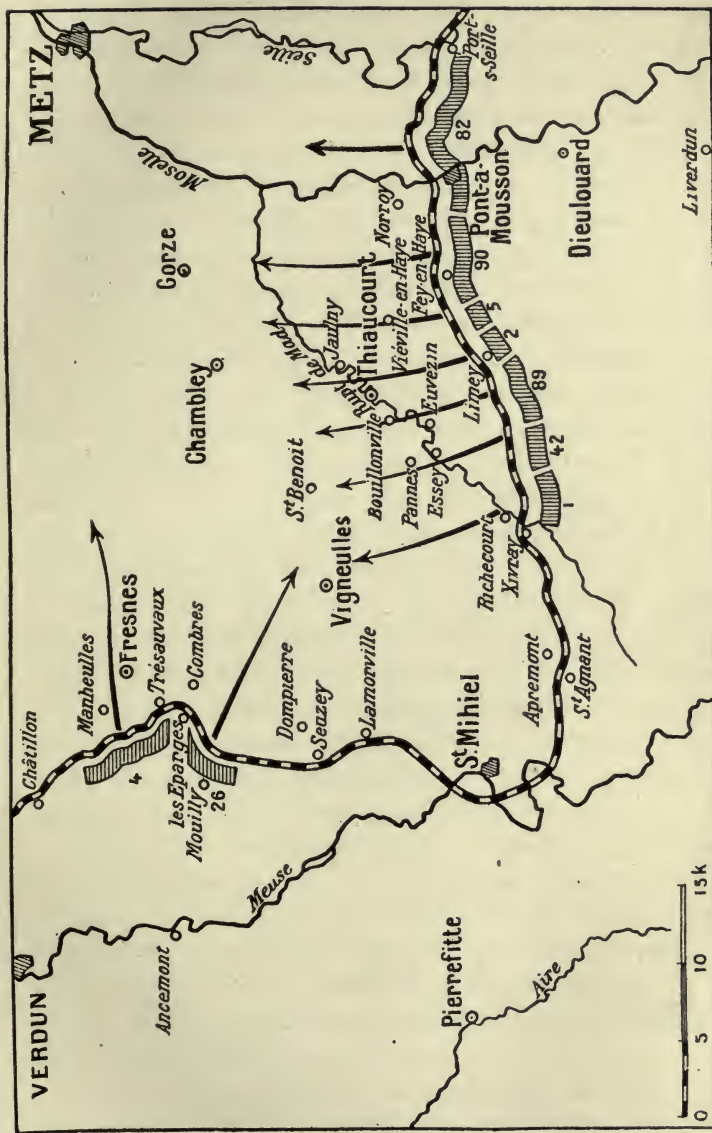 VERDUN
METZ
Châtillon
Manheulles
Fresnes
Trésauvaux
Combres
les Eparges
Mouilly
4
26
Ancemont
Meuse
Dompierre
Seuzey
Lamorville
St Mihiel
Pierrefitte
Aire
Apremont
St Agnant
Vigneulles
St Benoit
Chambley
Gorze
Moselle
Seille
Rupt de Mad
Jaulny
Thiaucourt
Bouillonville
Pannes
Essey
Euvezin
Viéville-en-Haye
Fey-en-Haye
Norroy
Limey
Richecourt
Xivray
1
42
89
2
5
90
82
Pont-à-Mousson
Port-s-Seille
Dieulouard
Liverdun
0 5 10 15k